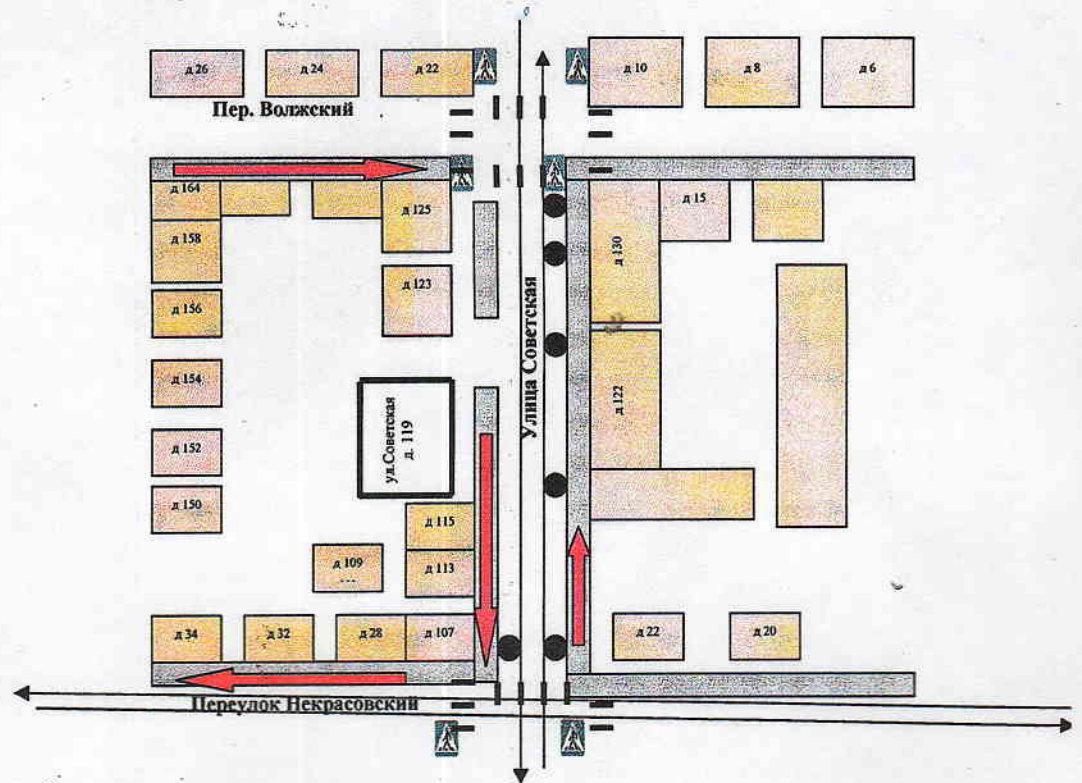 д 26
д 24
д 22
д 10
д 8
д 6
Пер. Волжский
д 164
д 125
д 15
д 158
д 130
д 123
д 156
Улица Советская
д 154
д 122
ул.Советская
д. 119
д 152
д 150
д 115
д 109
---
д 113
д 34
д 32
д 28
д 107
д 22
д 20
Переулок Некрасовский